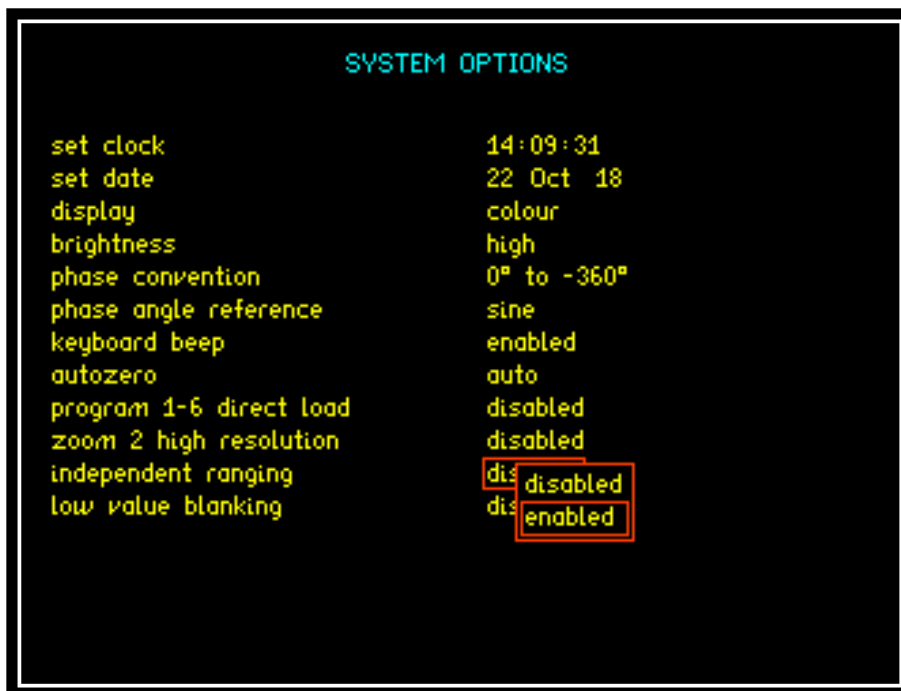 SYSTEM OPTIONS
set clock 14:09:31
set date 22 Oct 18
display colour
brightness high
phase convention 0° to -360°
phase angle reference sine
keyboard beep enabled
autozero auto
program 1-6 direct load disabled
zoom 2 high resolution disabled
independent ranging dis
disabled
low value blanking dis
enabled